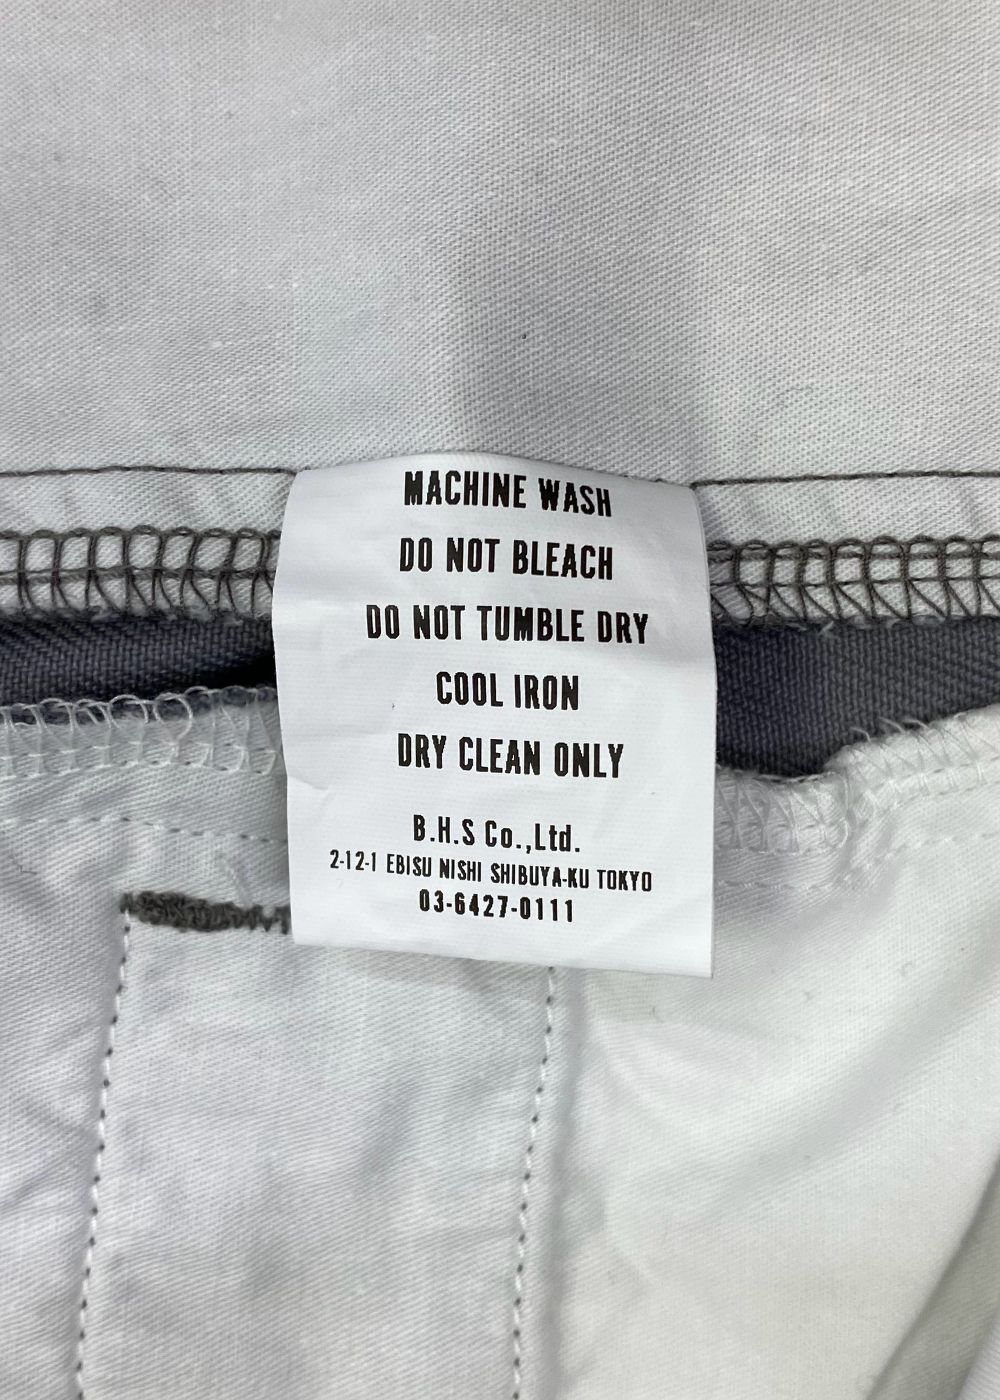 MACHINE WASH
DO NOT BLEACH
DO NOT TUMBLE DRY
COOL IRON
DRY CLEAN ONLY
B.H.S Co.,Ltd.
2-12-1 EBISU NISHI SHIBUYA-KU TOKYO
03-6427-0111